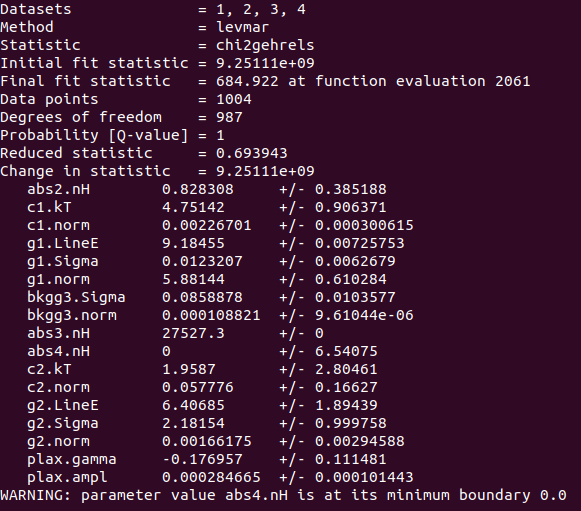 Datasets              = 1, 2, 3, 4
Method                = levmar
Statistic             = chi2gehrels
Initial fit statistic = 9.25111e+09
Final fit statistic   = 684.922 at function evaluation 2061
Data points           = 1004
Degrees of freedom    = 987
Probability [Q-value] = 1
Reduced statistic     = 0.693943
Change in statistic   = 9.25111e+09
   abs2.nH        0.828308     +/- 0.385188
   c1.kT          4.75142      +/- 0.906371
   c1.norm        0.00226701   +/- 0.000300615
   g1.LineE       9.18455      +/- 0.00725753
   g1.Sigma       0.0123207    +/- 0.0062679
   g1.norm        5.88144      +/- 0.610284
   bkgg3.Sigma    0.0858878    +/- 0.0103577
   bkgg3.norm     0.000108821  +/- 9.61044e-06
   abs3.nH        27527.3      +/- 0
   abs4.nH        0            +/- 6.54075
   c2.kT          1.9587       +/- 2.80461
   c2.norm        0.057776     +/- 0.16627
   g2.LineE       6.40685      +/- 1.89439
   g2.Sigma       2.18154      +/- 0.999758
   g2.norm        0.00166175   +/- 0.00294588
   plax.gamma     -0.176957    +/- 0.111481
   plax.ampl      0.000284665  +/- 0.000101443
WARNING: parameter value abs4.nH is at its minimum boundary 0.0